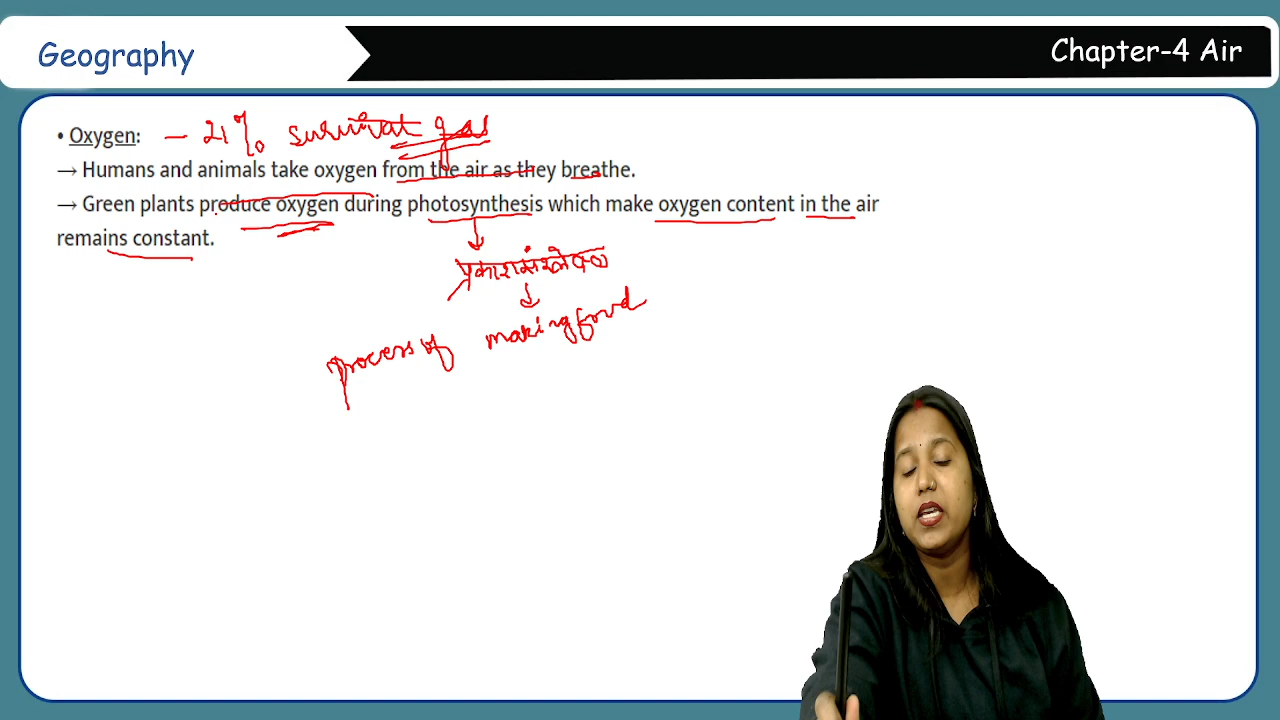 Geography
Chapter-4 Air
• Oxygen: – 21% survival gas
→ Humans and animals take oxygen from the air as they breathe.
→ Green plants produce oxygen during photosynthesis which make oxygen content in the air
remains constant.
प्रकाशसंश्लेषण
process of making food